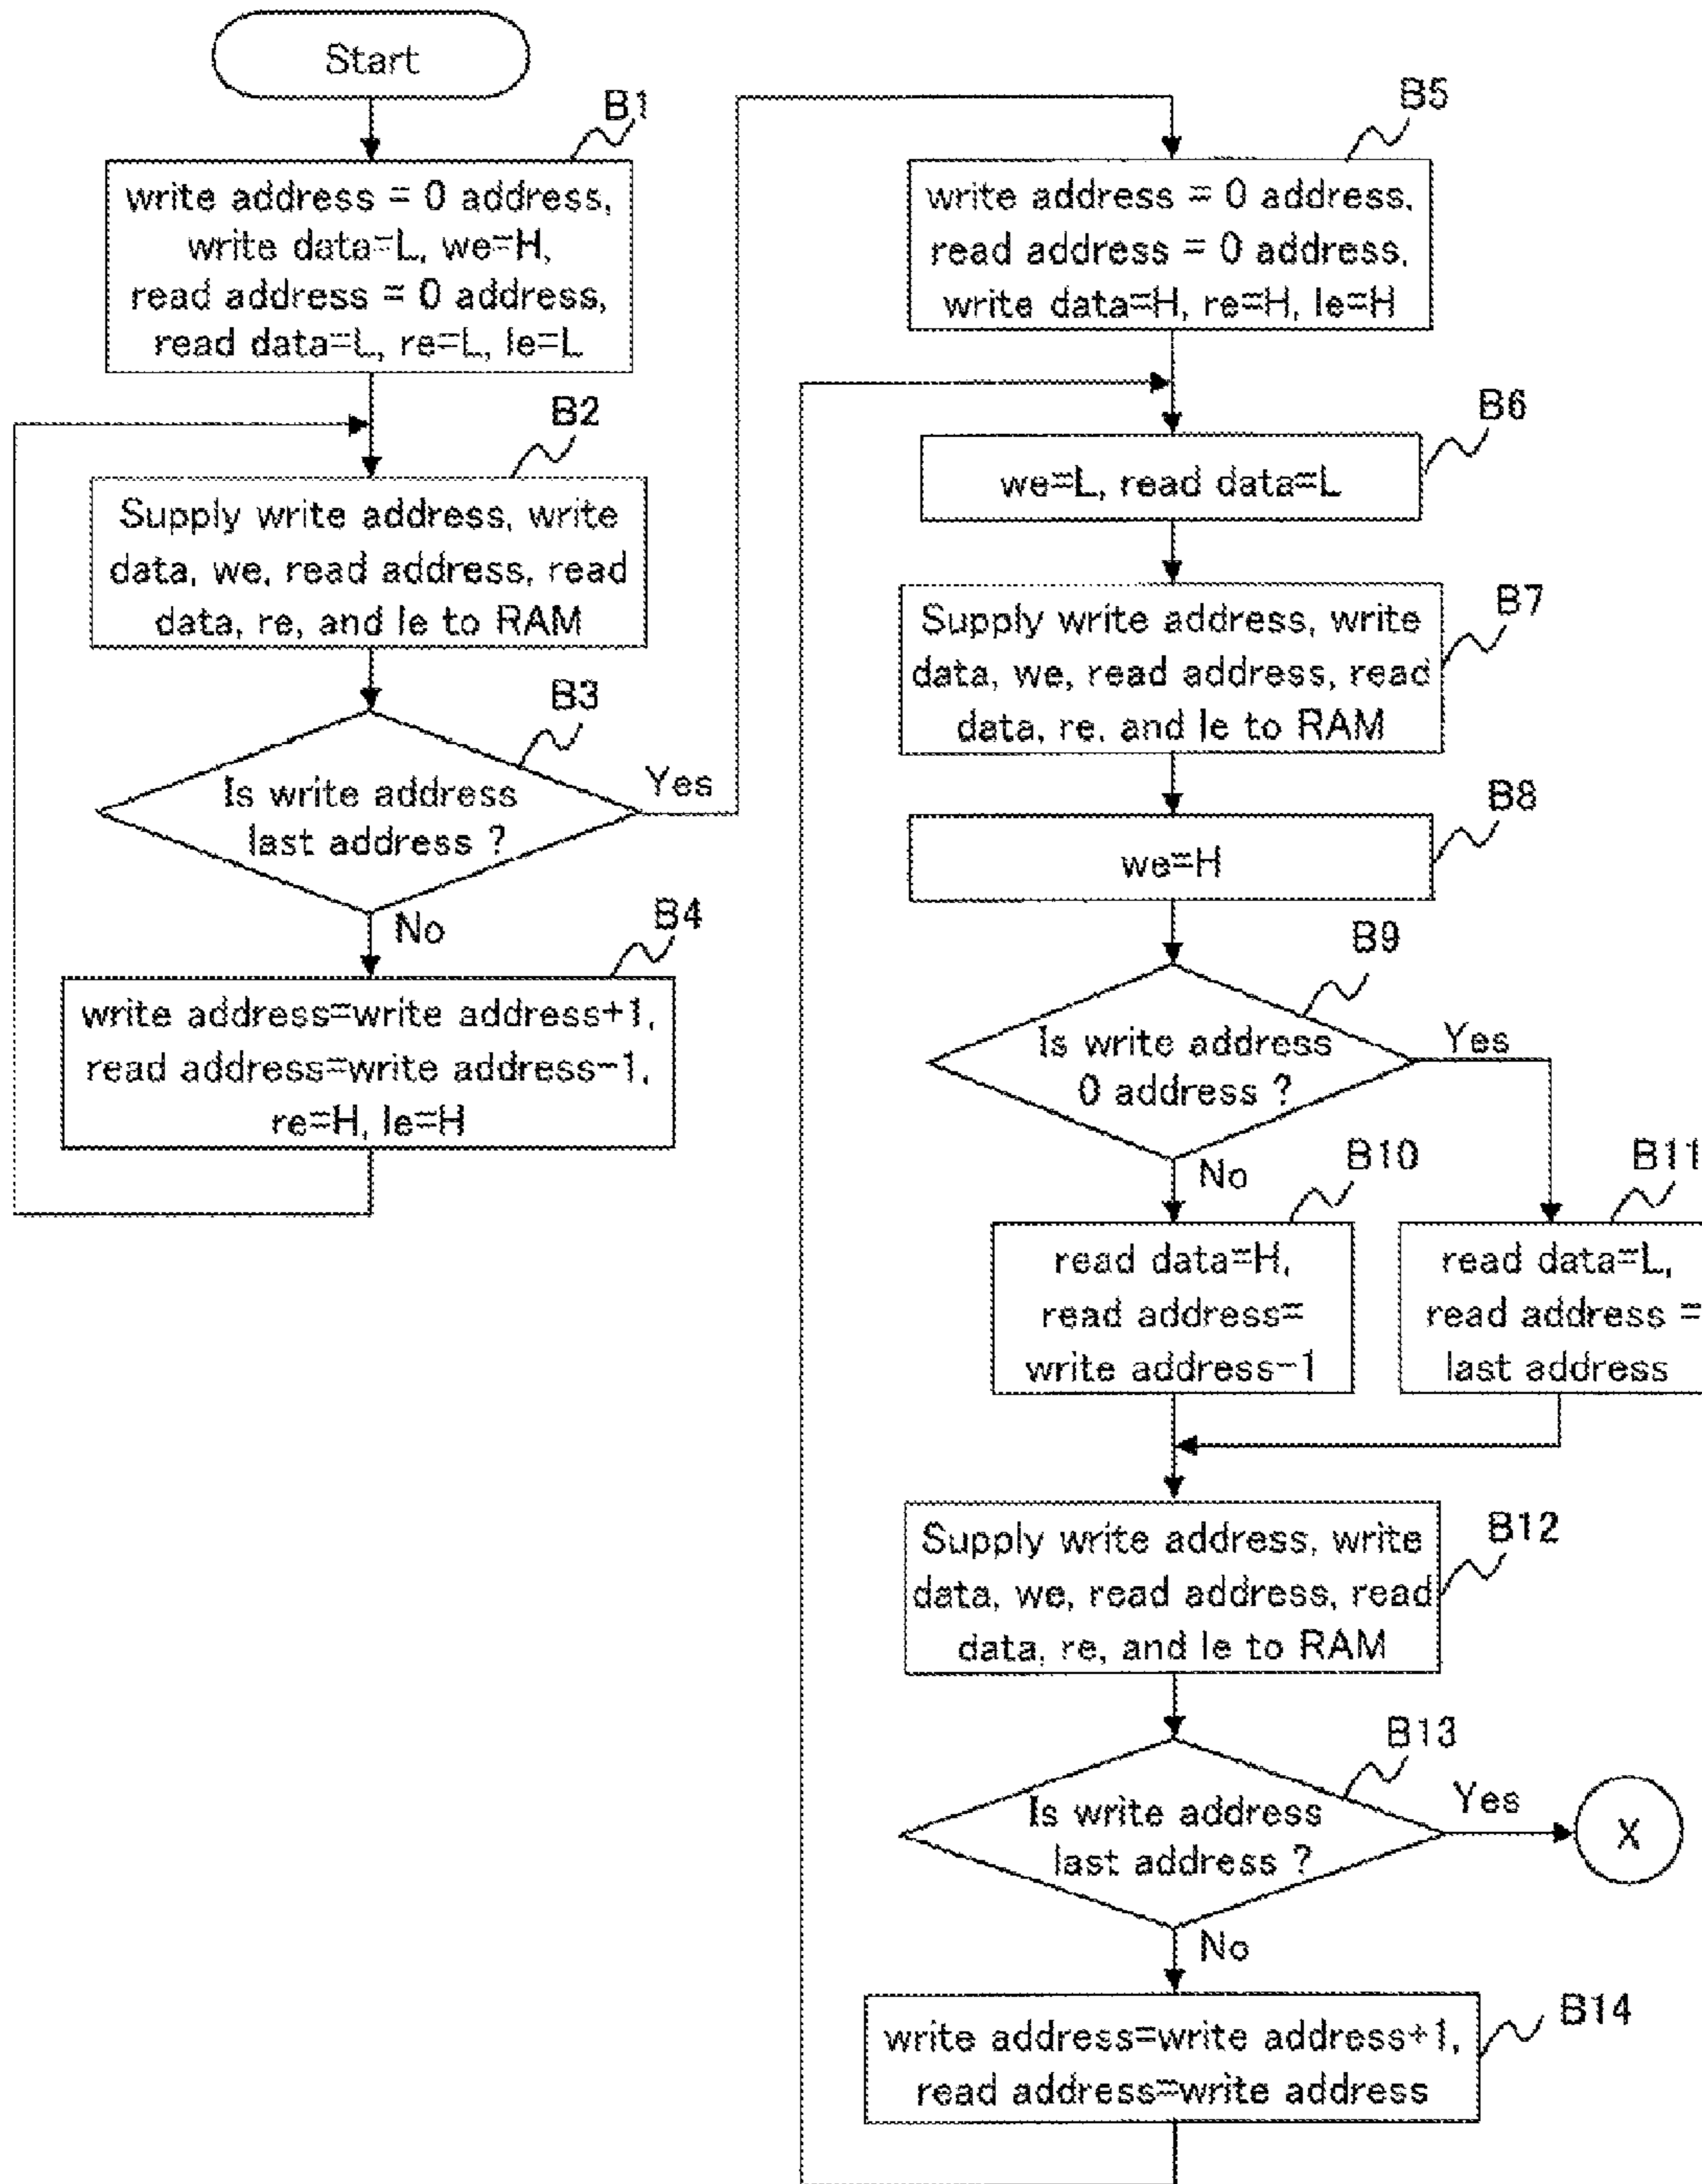 Start
B1
write address = 0 address,
write data=L, we=H,
read address = 0 address,
read data=L, re=L, le=L
B2
Supply write address, write
data, we, read address, read
data, re, and le to RAM
B3
Is write address
last address ?
Yes
No
B4
write address=write address+1,
read address=write address-1,
re=H, le=H
B5
write address = 0 address,
read address = 0 address,
write data=H, re=H, le=H
B6
we=L, read data=L
B7
Supply write address, write
data, we, read address, read
data, re, and le to RAM
B8
we=H
B9
Is write address
0 address ?
Yes
No
B10
read data=H,
read address=
write address-1
B11
read data=L,
read address =
last address
B12
Supply write address, write
data, we, read address, read
data, re, and le to RAM
B13
Is write address
last address ?
Yes
X
No
B14
write address=write address+1,
read address=write address